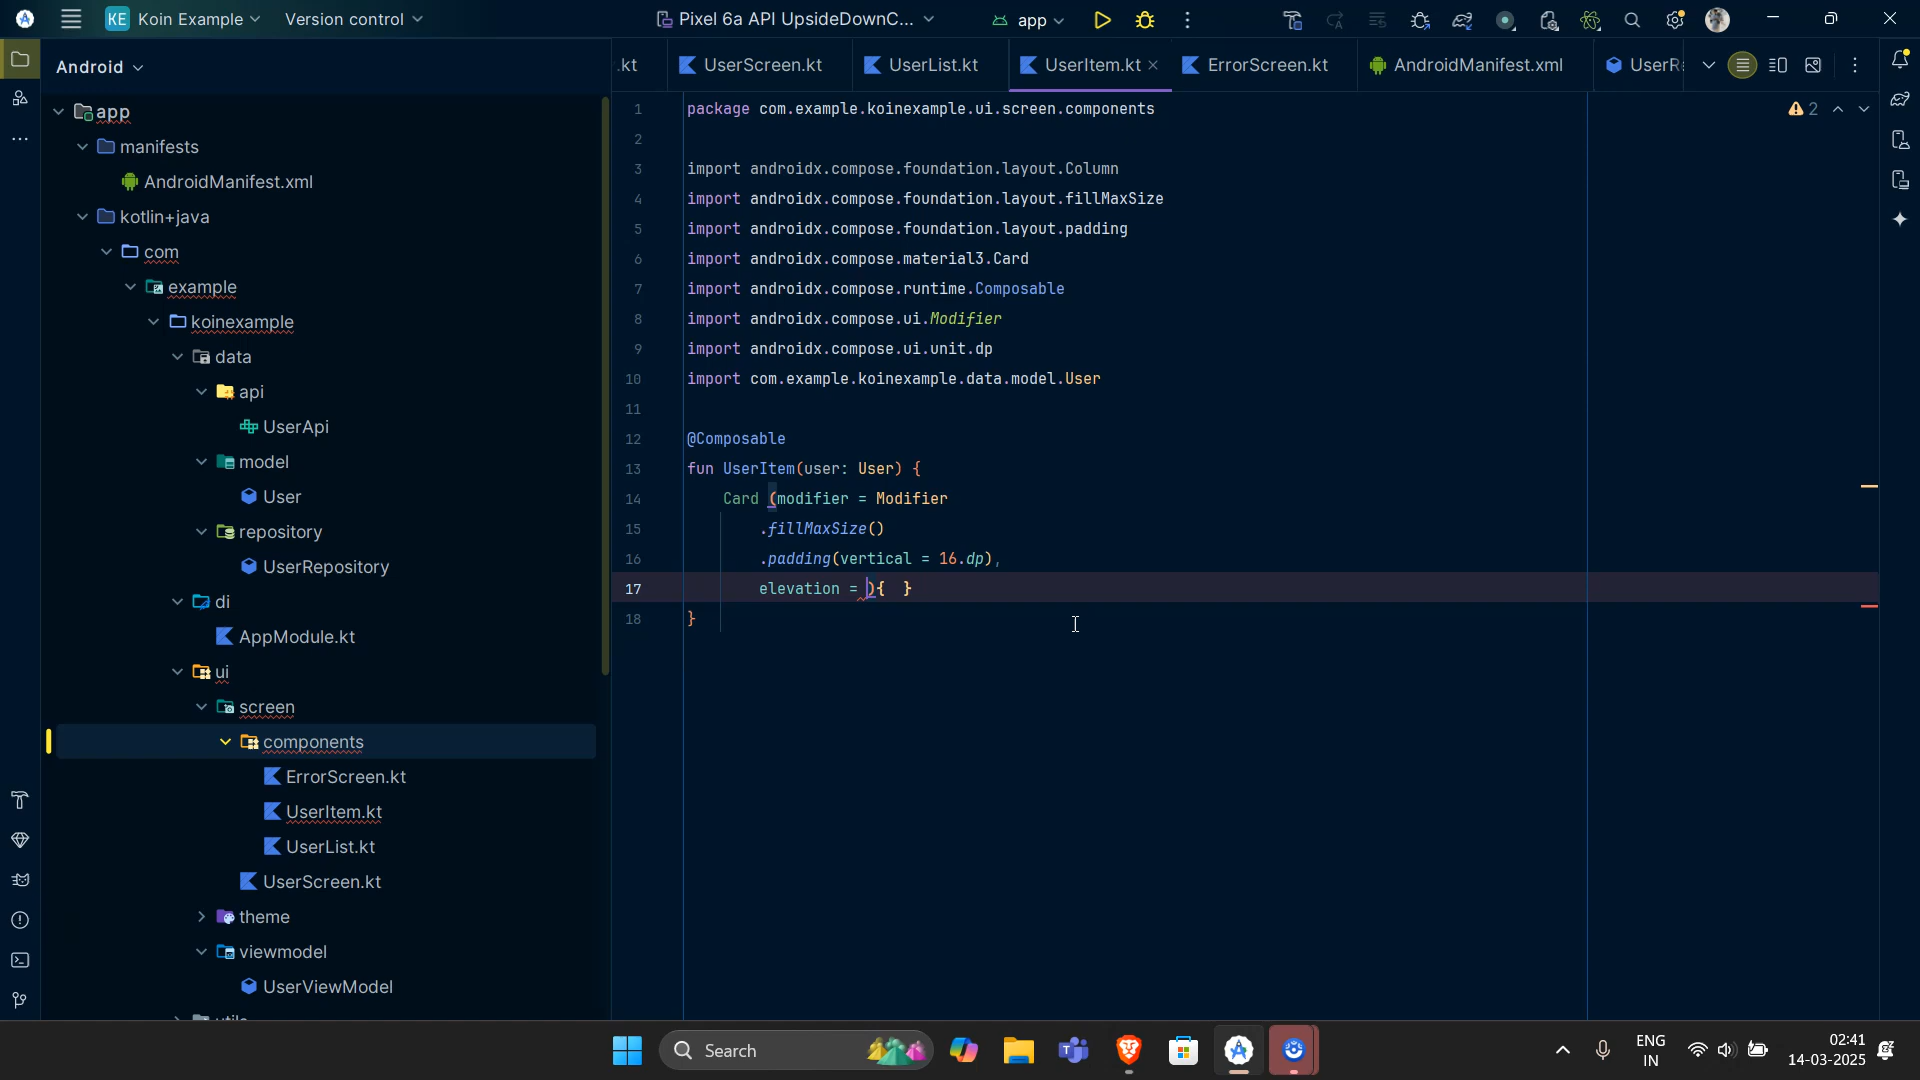 KE Koin Example Version control Pixel 6a API UpsideDownC... app
Android
.kt UserScreen.kt UserList.kt UserItem.kt ErrorScreen.kt AndroidManifest.xml UserR
app
manifests
AndroidManifest.xml
kotlin+java
com
example
koinexample
data
api
UserApi
model
User
repository
UserRepository
di
AppModule.kt
ui
screen
components
ErrorScreen.kt
UserItem.kt
UserList.kt
UserScreen.kt
theme
viewmodel
UserViewModel
1 package com.example.koinexample.ui.screen.components
2
3 import androidx.compose.foundation.layout.Column
4 import androidx.compose.foundation.layout.fillMaxSize
5 import androidx.compose.foundation.layout.padding
6 import androidx.compose.material3.Card
7 import androidx.compose.runtime.Composable
8 import androidx.compose.ui.Modifier
9 import androidx.compose.ui.unit.dp
10 import com.example.koinexample.data.model.User
11
12 @Composable
13 fun UserItem(user: User) {
14 Card (modifier = Modifier
15 .fillMaxSize()
16 .padding(vertical = 16.dp),
17 elevation = ){ }
18 }
2
Search
ENG
IN
02:41
14-03-2025